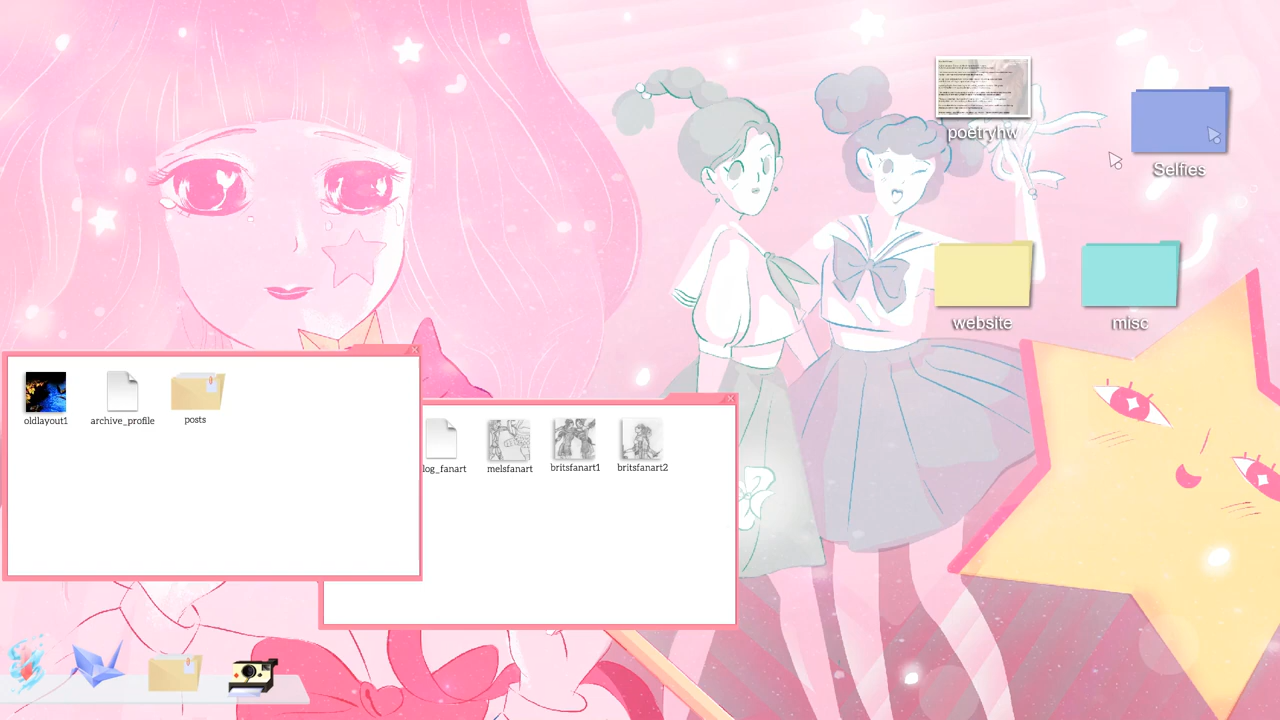 poetryhw
Selfies
website
misc
oldlayout1
archive_profile
posts
log_fanart
melsfanart
britsfanart1
britsfanart2